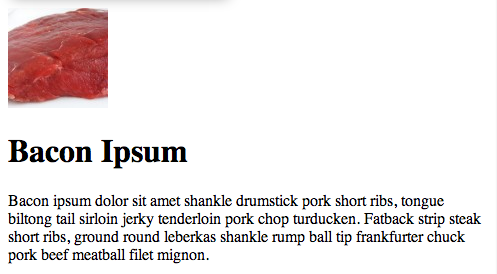 Bacon Ipsum
Bacon ipsum dolor sit amet shankle drumstick pork short ribs, tongue
biltong tail sirloin jerky tenderloin pork chop turducken. Fatback strip steak
short ribs, ground round leberkas shankle rump ball tip frankfurter chuck
pork beef meatball filet mignon.